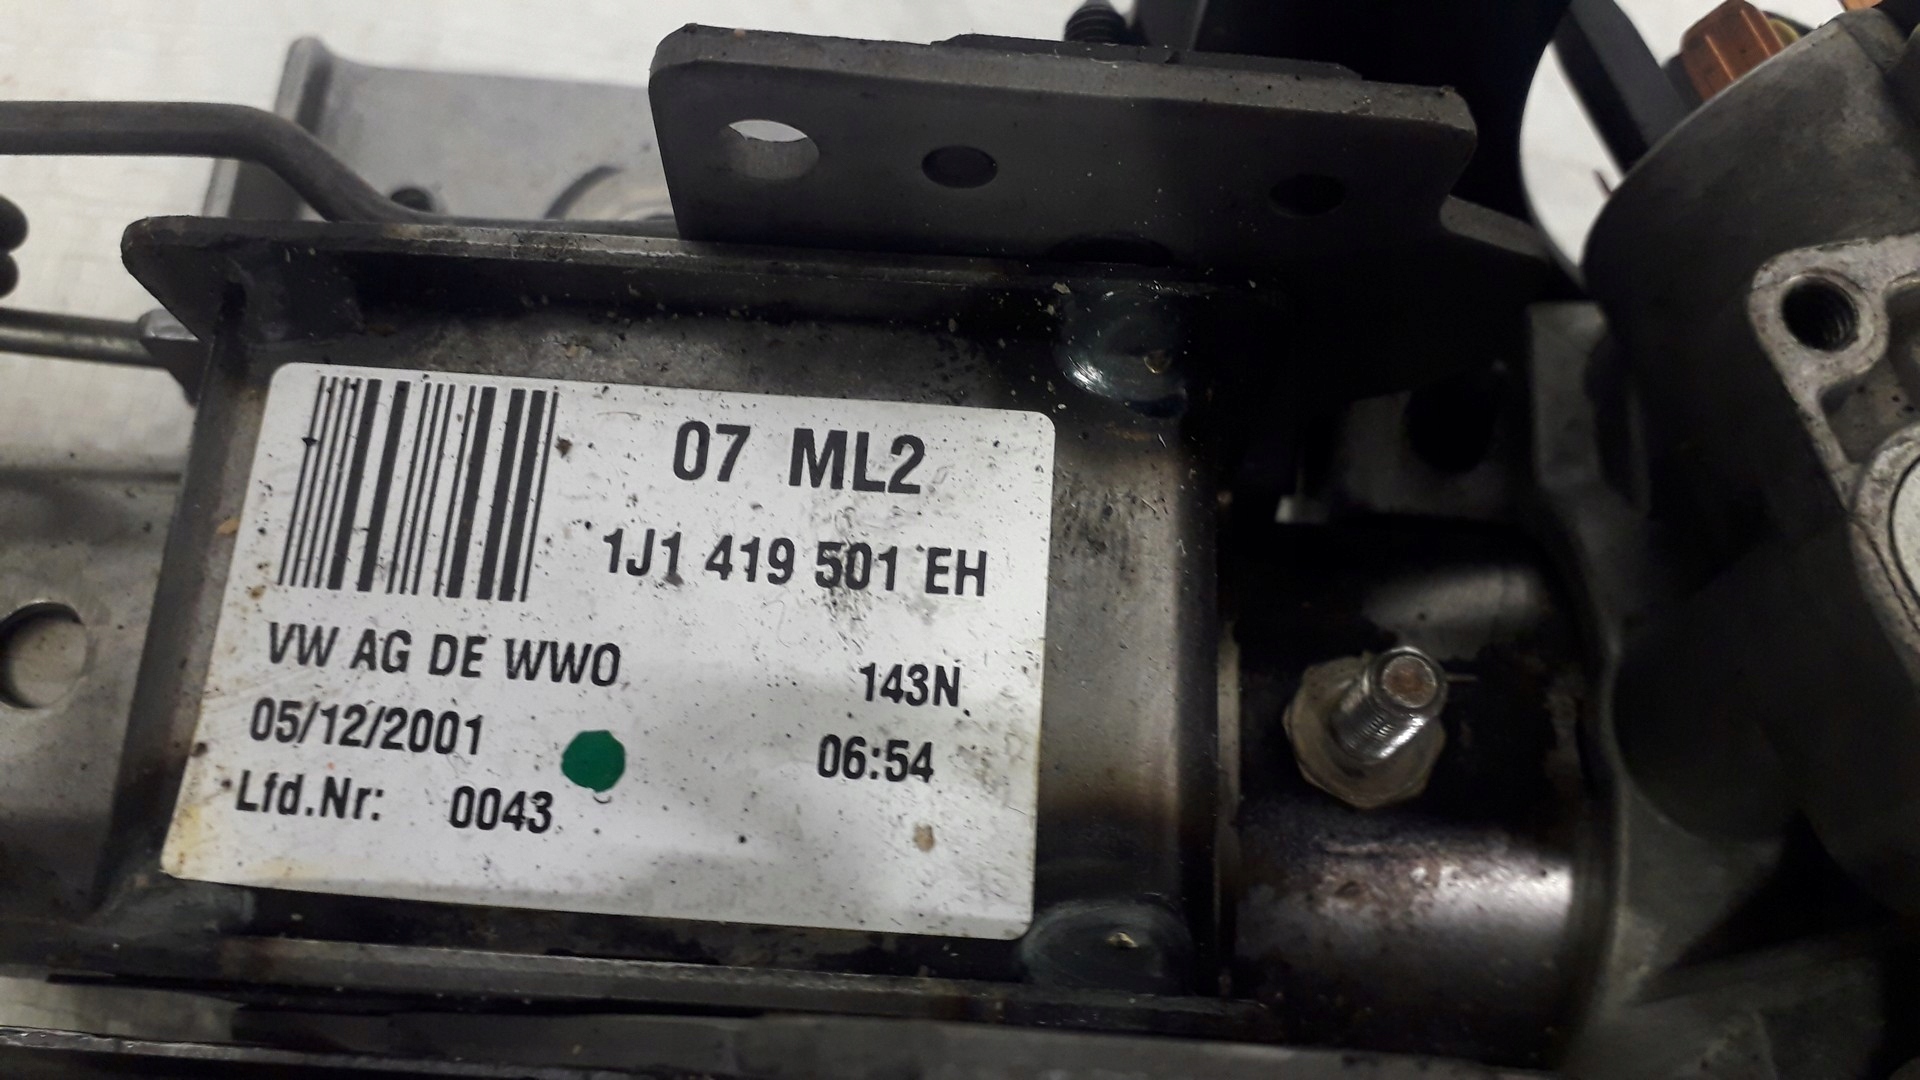 07 ML2
1J1 419 501 EH
VW AG DE WWO 143N
05/12/2001 06:54
Lfd.Nr: 0043